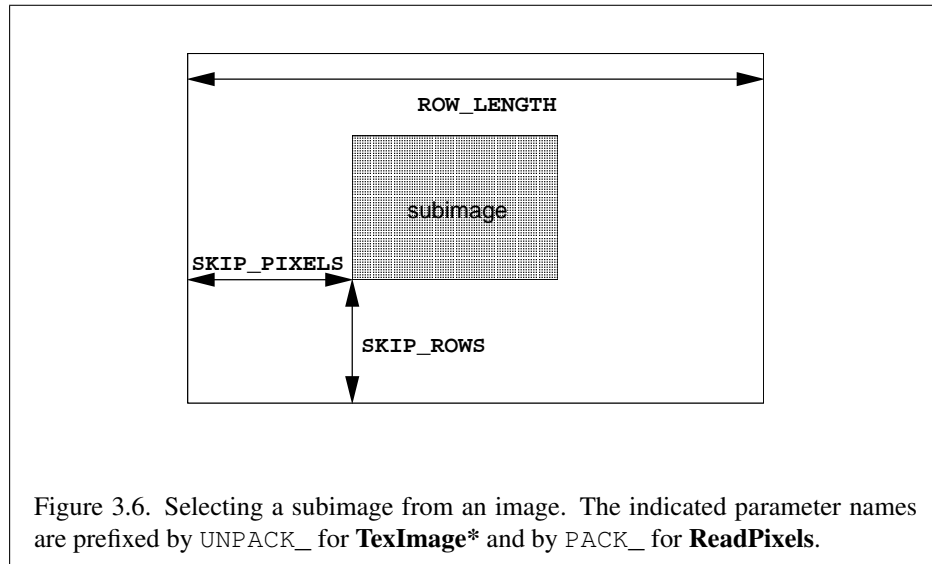 ROW_LENGTH
subimage
SKIP_PIXELS
SKIP_ROWS
Figure 3.6. Selecting a subimage from an image. The indicated parameter names
are prefixed by UNPACK_ for TexImage* and by PACK_ for ReadPixels.